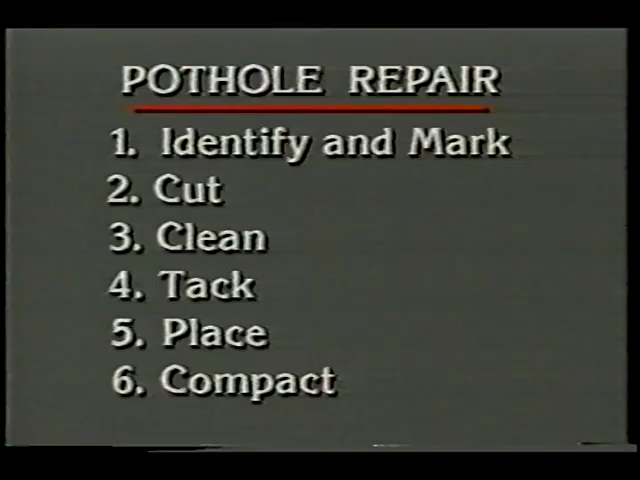 POTHOLE REPAIR
1. Identify and Mark
2. Cut
3. Clean
4. Tack
5. Place
6. Compact